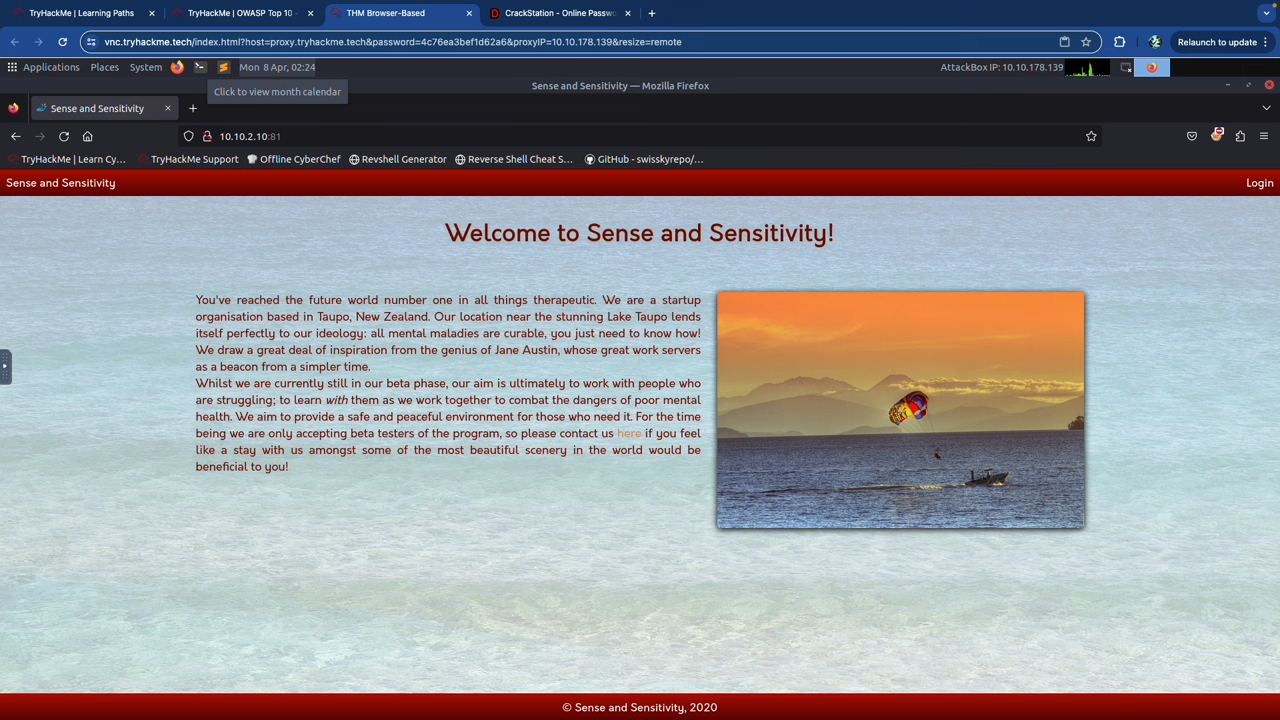 TryHackMe | Learning Paths
TryHackMe | OWASP Top 10 -
THM Browser-Based
CrackStation - Online Passwo
vnc.tryhackme.tech/index.html?host=proxy.tryhackme.tech&password=4c76ea3bef1d62a6&proxyIP=10.10.178.139&resize=remote
Relaunch to update
Applications Places System Mon 8 Apr, 02:24 AttackBox IP: 10.10.178.139
Click to view month calendar
Sense and Sensitivity — Mozilla Firefox
Sense and Sensitivity
10.10.2.10:81
TryHackMe | Learn Cy… TryHackMe Support Offline CyberChef Revshell Generator Reverse Shell Cheat S… GitHub - swisskyrepo/…
Sense and Sensitivity Login
Welcome to Sense and Sensitivity!
You've reached the future world number one in all things therapeutic. We are a startup
organisation based in Taupo, New Zealand. Our location near the stunning Lake Taupo lends
itself perfectly to our ideology: all mental maladies are curable, you just need to know how!
We draw a great deal of inspiration from the genius of Jane Austin, whose great work servers
as a beacon from a simpler time.
Whilst we are currently still in our beta phase, our aim is ultimately to work with people who
are struggling; to learn with them as we work together to combat the dangers of poor mental
health. We aim to provide a safe and peaceful environment for those who need it. For the time
being we are only accepting beta testers of the program, so please contact us here if you feel
like a stay with us amongst some of the most beautiful scenery in the world would be
beneficial to you!
© Sense and Sensitivity, 2020